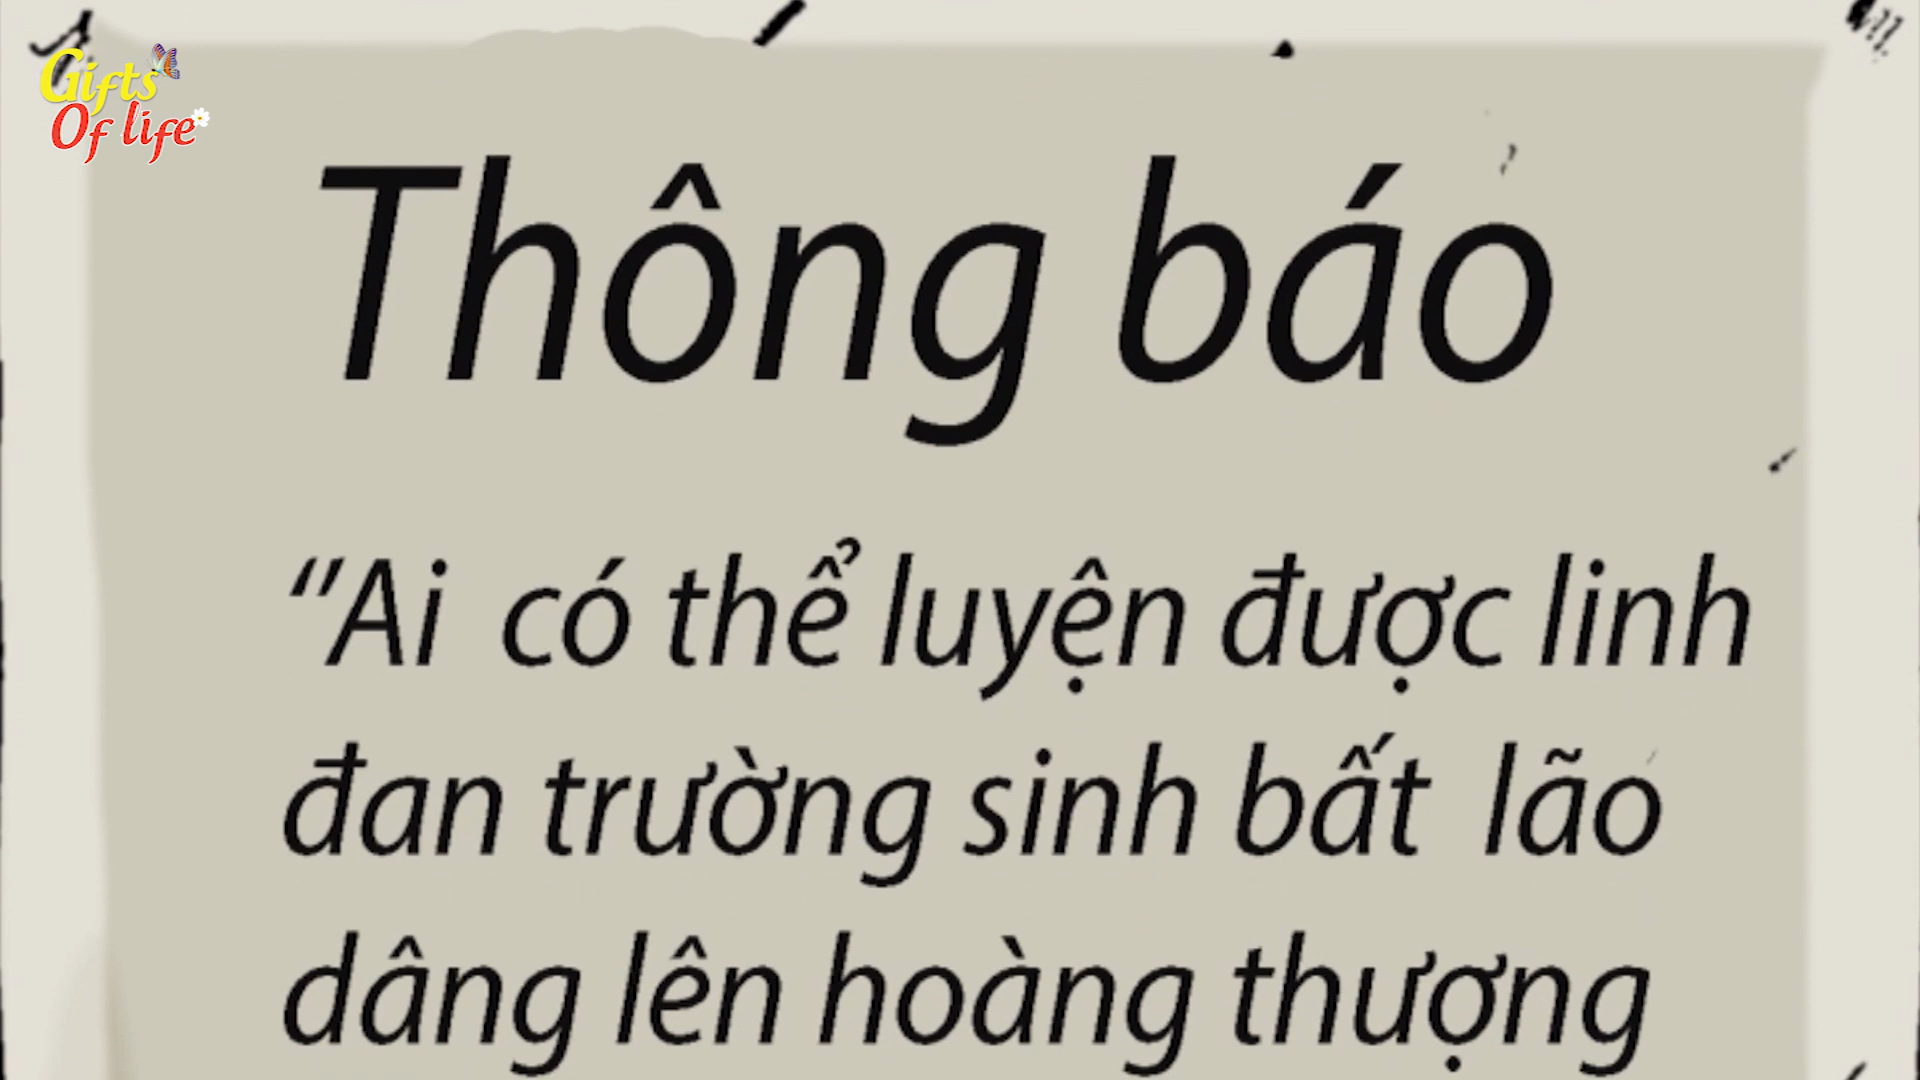 Gifts
Of life
Thông báo
“Ai có thể luyện được linh
đan trường sinh bất lão
dâng lên hoàng thượng